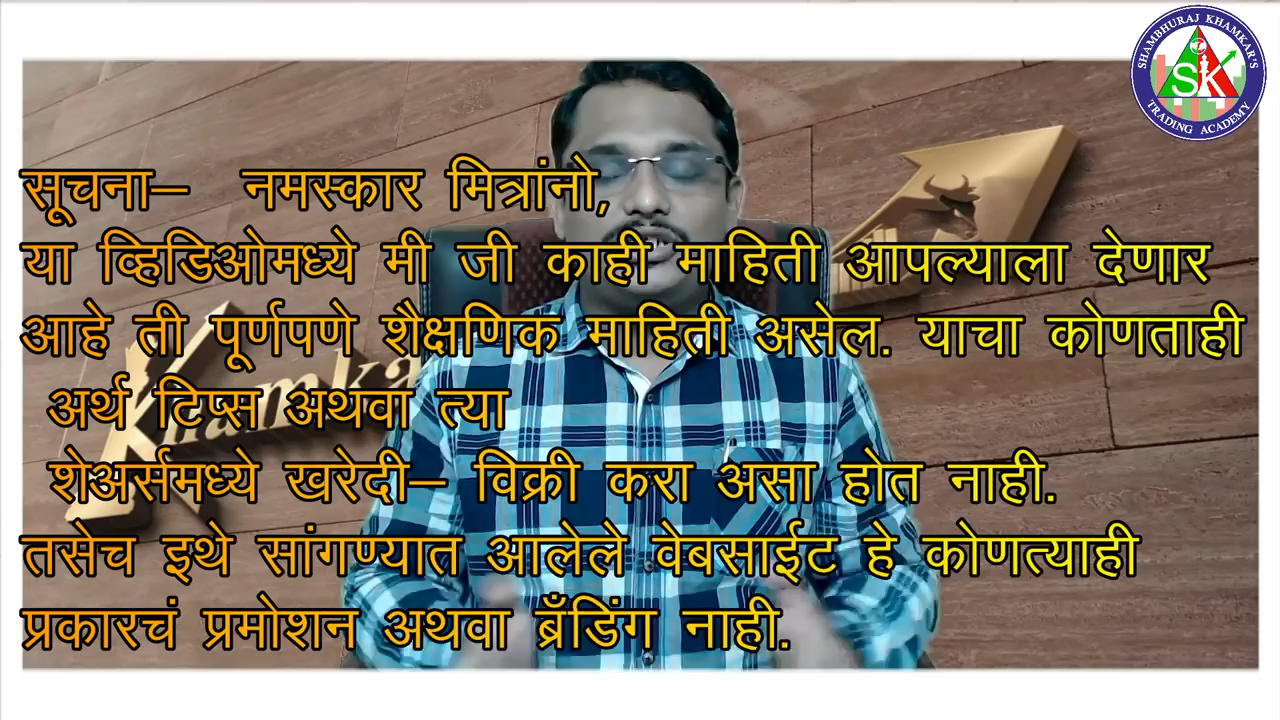 SHAMBHURAJ KHAMKAR'S
SK
TRADING ACADEMY
सूचना– नमस्कार मित्रांनो,
या व्हिडिओमध्ये मी जी काही माहिती आपल्याला देणार
आहे ती पूर्णपणे शैक्षणिक माहिती असेल. याचा कोणताही
अर्थ टिप्स अथवा त्या
शेअर्समध्ये खरेदी– विक्री करा असा होत नाही.
तसेच इथे सांगण्यात आलेले वेबसाईट हे कोणत्याही
प्रकारचं प्रमोशन अथवा ब्रँडिंग नाही.